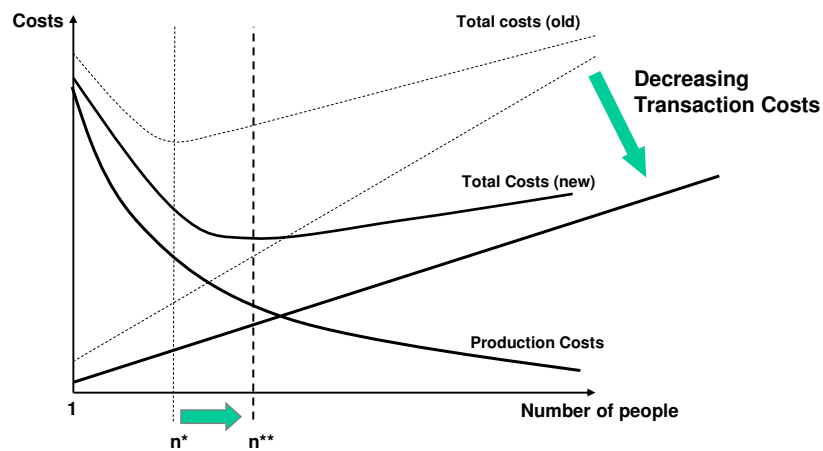 Costs
Total costs (old)
Decreasing
Transaction Costs
Total Costs (new)
Production Costs
1
Number of people
n*
n**